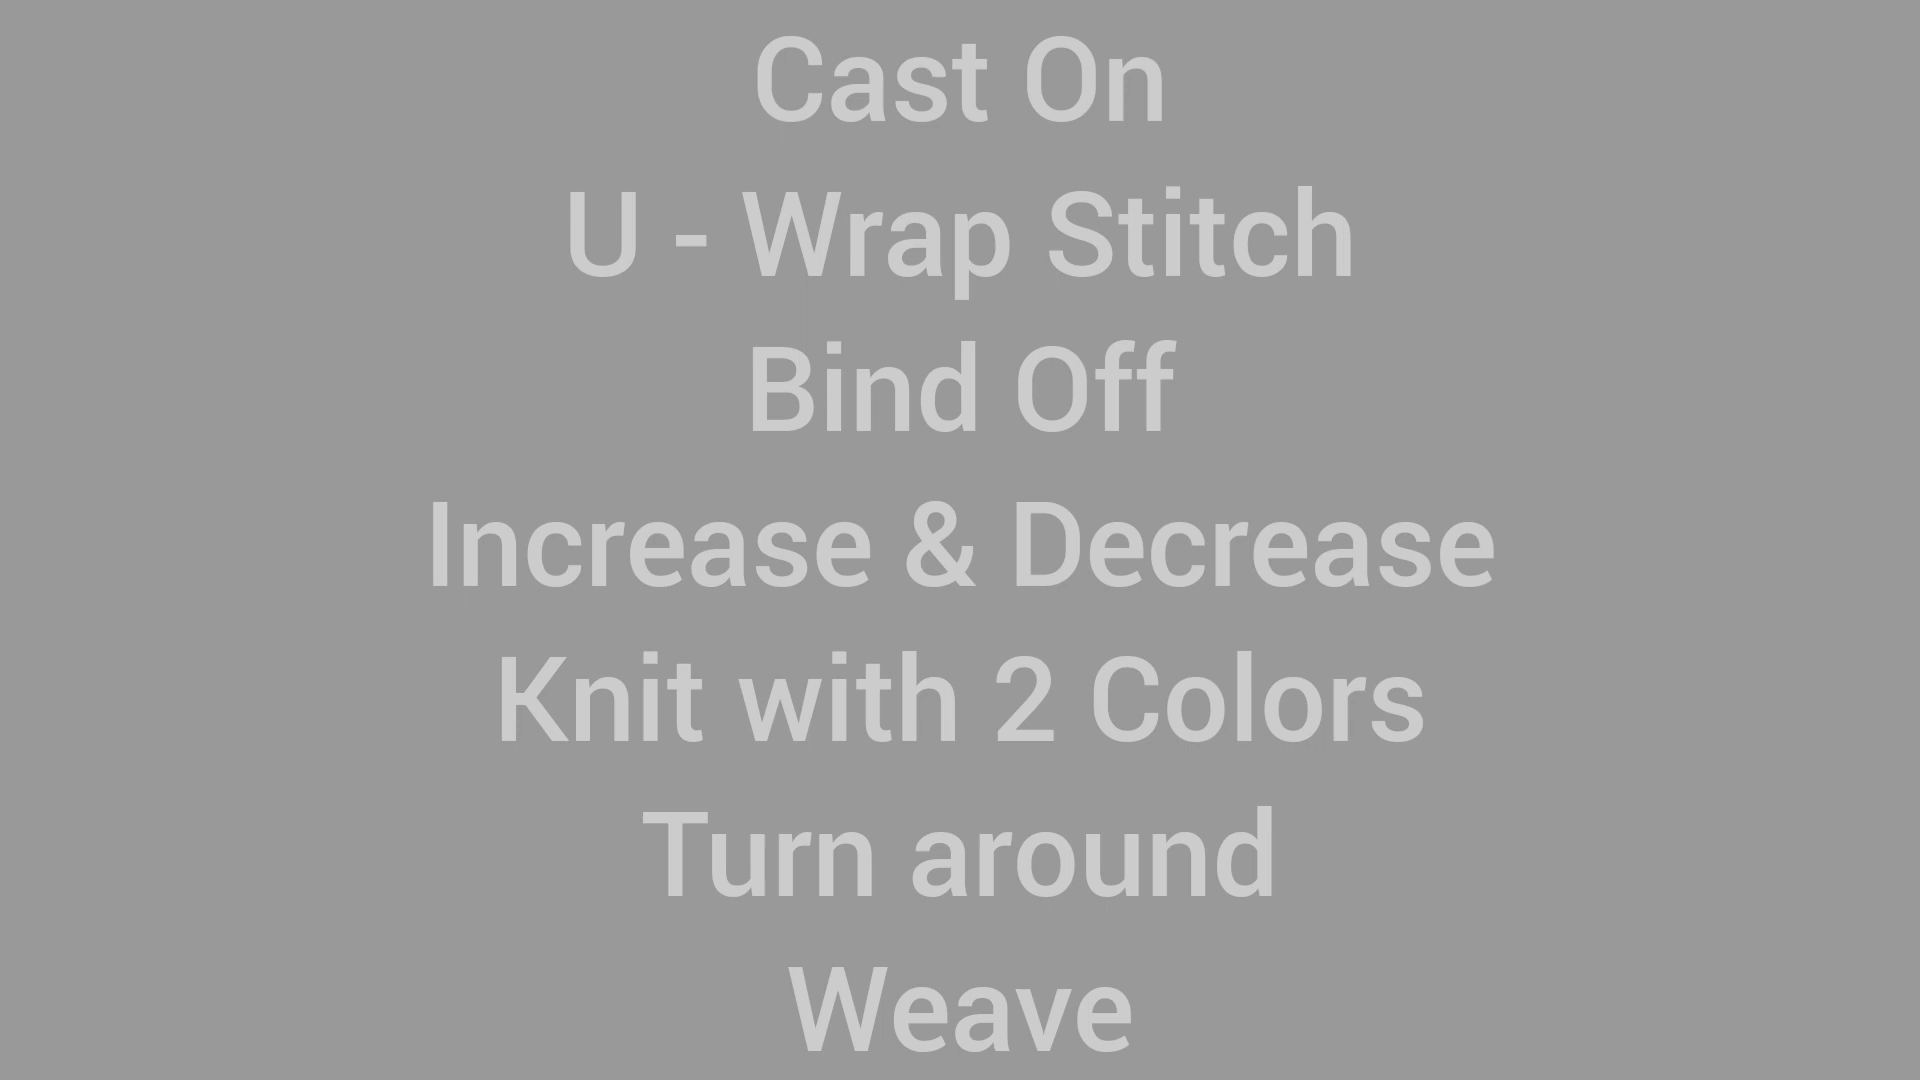 Cast On
U - Wrap Stitch
Bind Off
Increase & Decrease
Knit with 2 Colors
Turn around
Weave